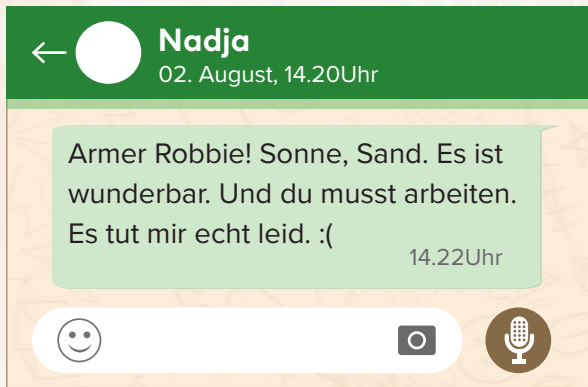 Nadja
02. August, 14.20Uhr
Armer Robbie! Sonne, Sand. Es ist
wunderbar. Und du musst arbeiten.
Es tut mir echt leid. :(
14.22Uhr